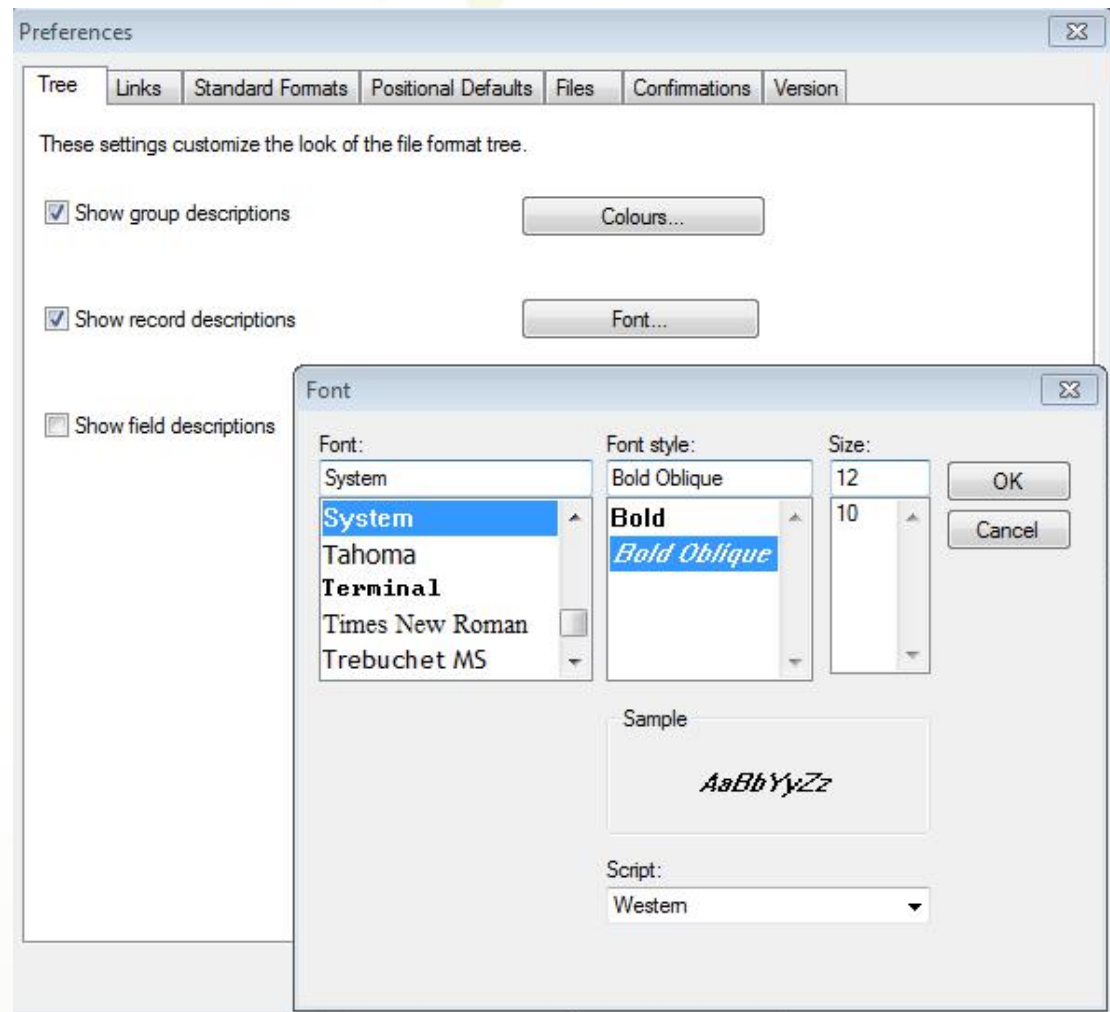 Preferences
Tree Links Standard Formats Positional Defaults Files Confirmations Version
These settings customize the look of the file format tree.
Show group descriptions Colours...
Show record descriptions Font...
Show field descriptions
Font
Font: Font style: Size:
System Bold Oblique 12 OK
System Bold 10 Cancel
Tahoma Bold Oblique
Terminal
Times New Roman
Trebuchet MS
Sample
AaBbYyZz
Script:
Western